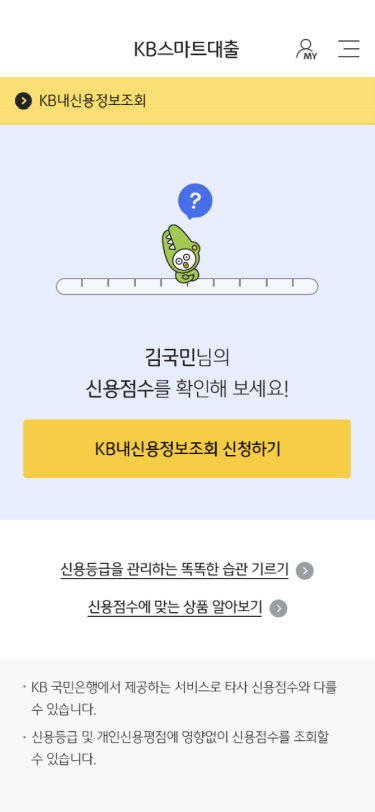 KB스마트대출
MY
KB내신용정보조회
?
김국민님의
신용점수를 확인해 보세요!
KB내신용정보조회 신청하기
신용등급을 관리하는 똑똑한 습관 기르기
신용점수에 맞는 상품 알아보기
· KB 국민은행에서 제공하는 서비스로 타사 신용점수와 다를
수 있습니다.
· 신용등급 및 개인신용평점에 영향없이 신용점수를 조회할
수 있습니다.